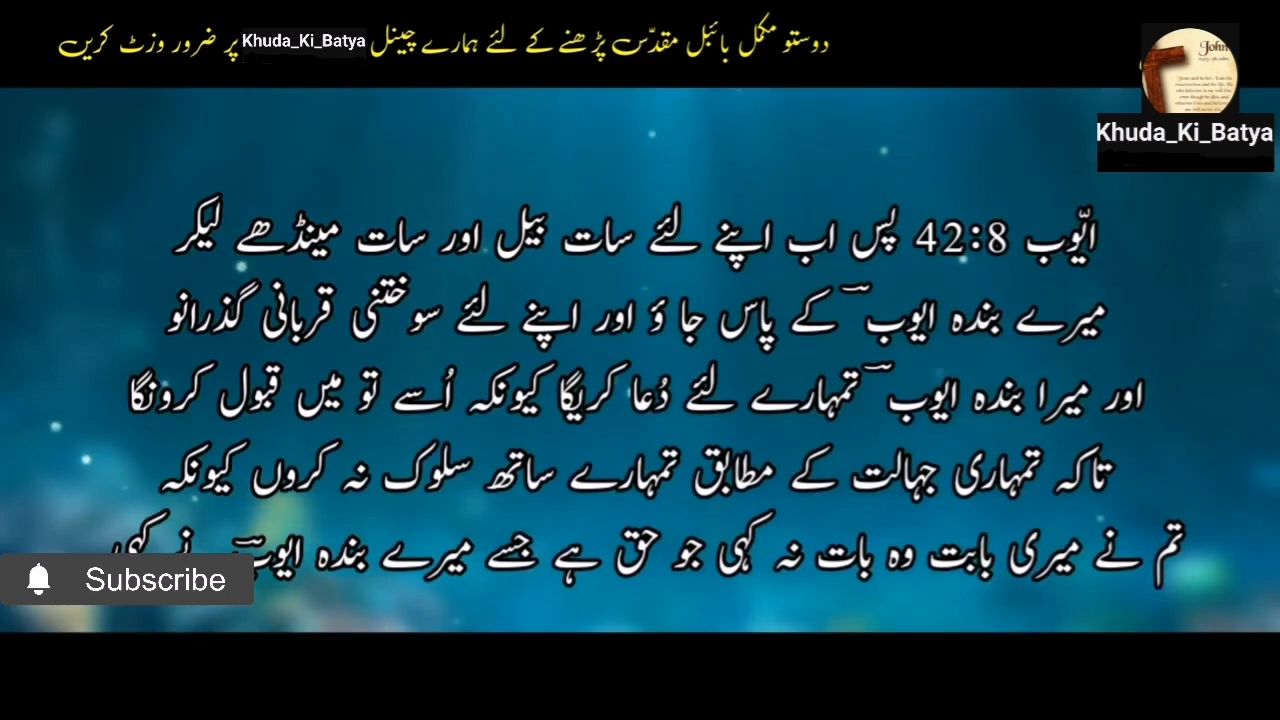 دوستو مکمل بائبل مقدّس پڑھنے کے لئے ہمارے چینل Khuda_Ki_Batya پر ضرور وزٹ کریں
John
Khuda_Ki_Batya
ایّوب 42:8 پس اب اپنے لئے سات بیل اور سات مینڈھے لیکر
میرے بندہ ایوب ؔ کے پاس جا ؤ اور اپنے لئے سوختنی قربانی گذرانو
اور میرا بندہ ایوب ؔ تمہارے لئے دُعا کریگا کیونکہ اُسے تو میں قبول کرونگا
تاکہ تمہاری جہالت کے مطابق تمہارے ساتھ سلوک نہ کروں کیونکہ
تم نے میری بابت وہ بات نہ کہی جو حق ہے جسے میرے بندہ ایوبؔ نے کہی
Subscribe